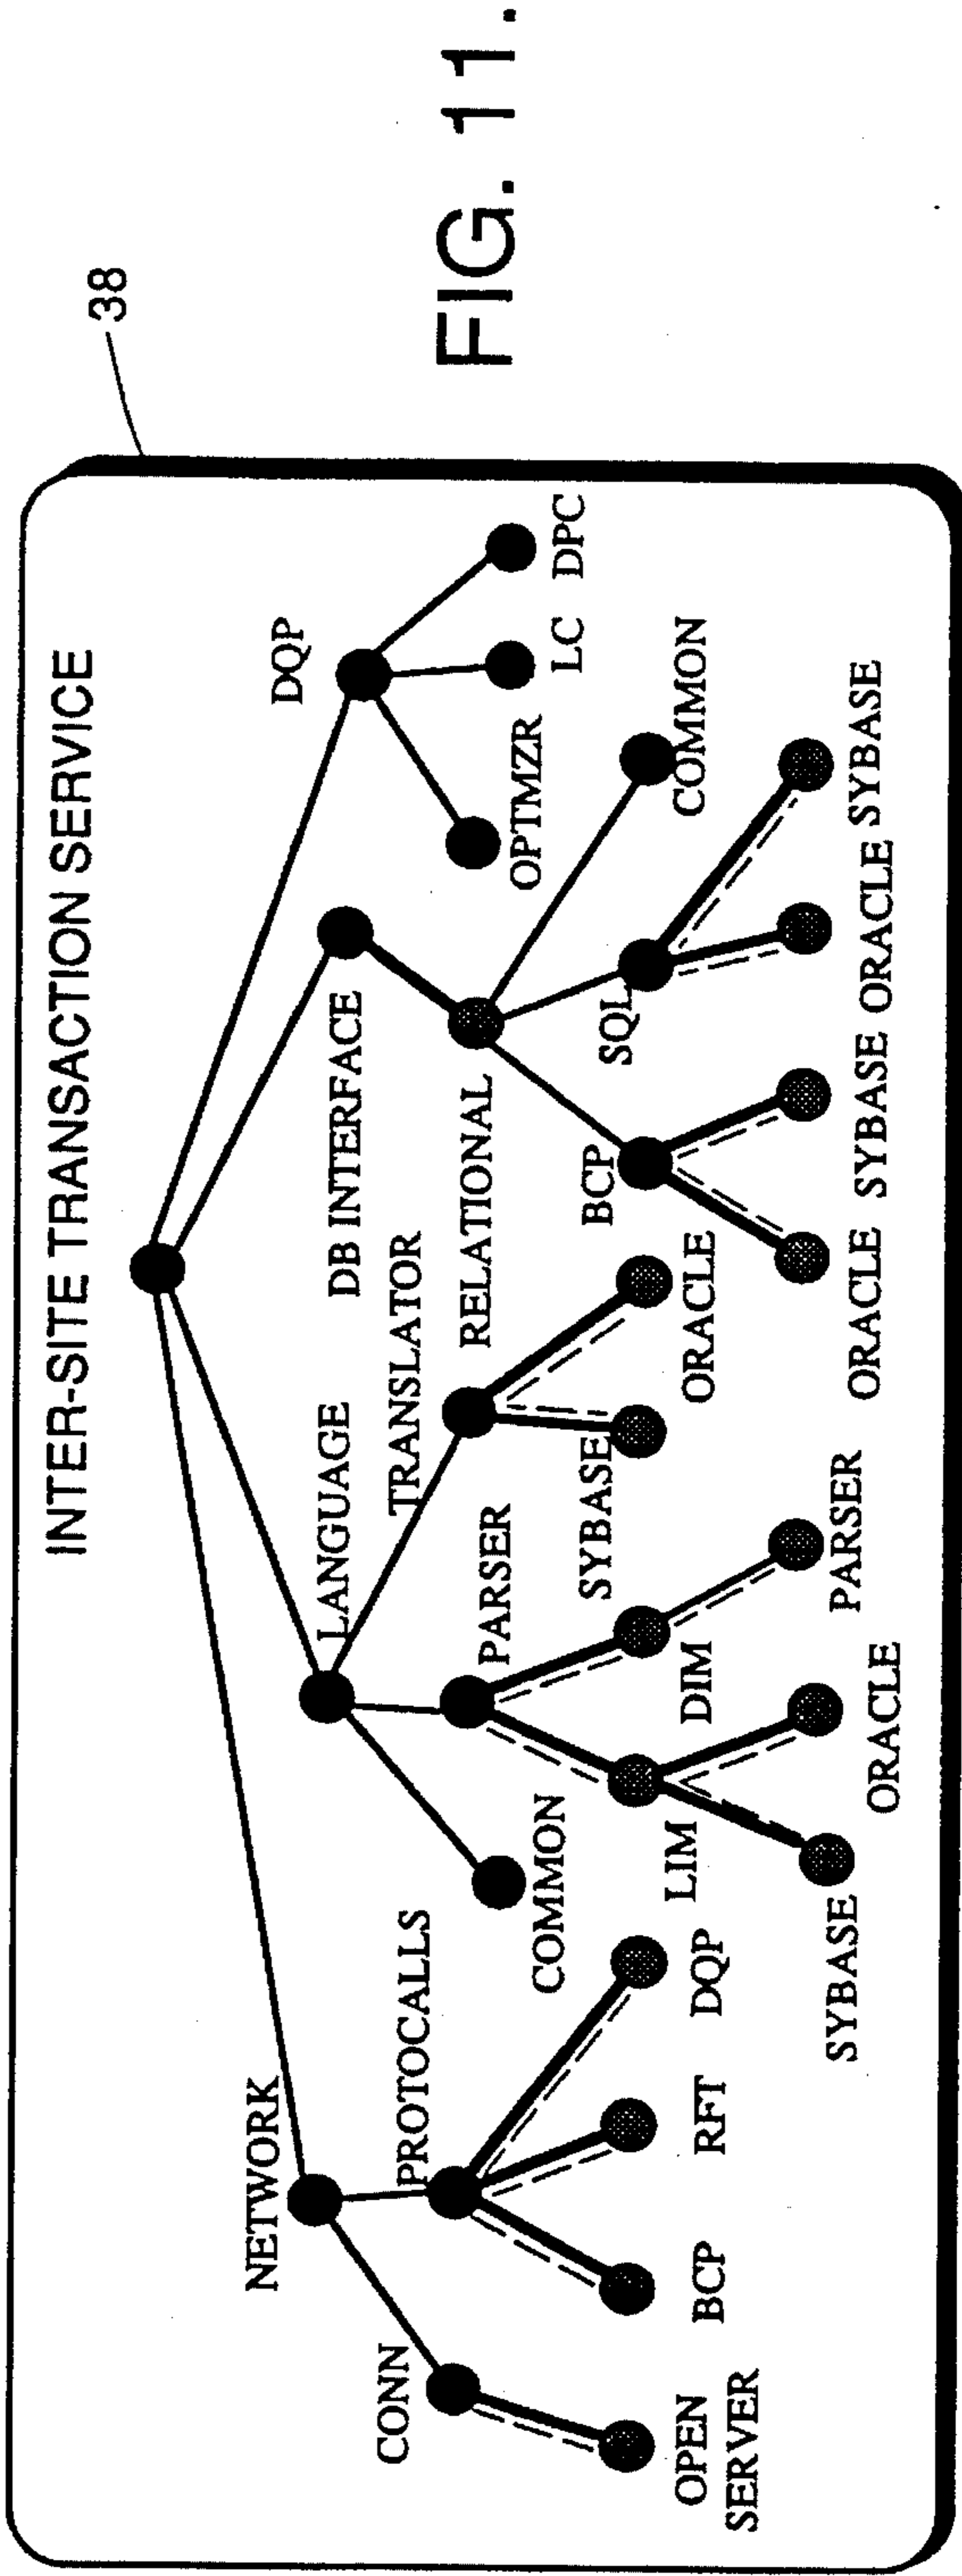 INTER-SITE TRANSACTION SERVICE
38
NETWORK
LANGUAGE
DB INTERFACE
DQP
CONN
PROTOCALLS
COMMON
PARSER
TRANSLATOR
RELATIONAL
OPTMZR
LC
DPC
OPEN
SERVER
BCP
RFT
DQP
LIM
DIM
SYBASE
ORACLE
BCP
SQL
COMMON
SYBASE
ORACLE
PARSER
ORACLE
SYBASE
ORACLE
SYBASE
FIG. 11.